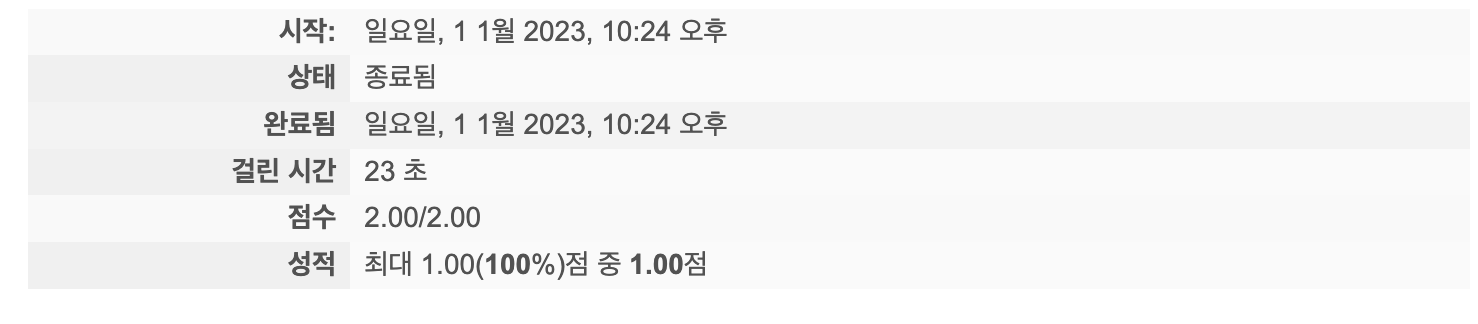 시작: 일요일, 1 1월 2023, 10:24 오후
상태 종료됨
완료됨 일요일, 1 1월 2023, 10:24 오후
걸린 시간 23 초
점수 2.00/2.00
성적 최대 1.00(100%)점 중 1.00점